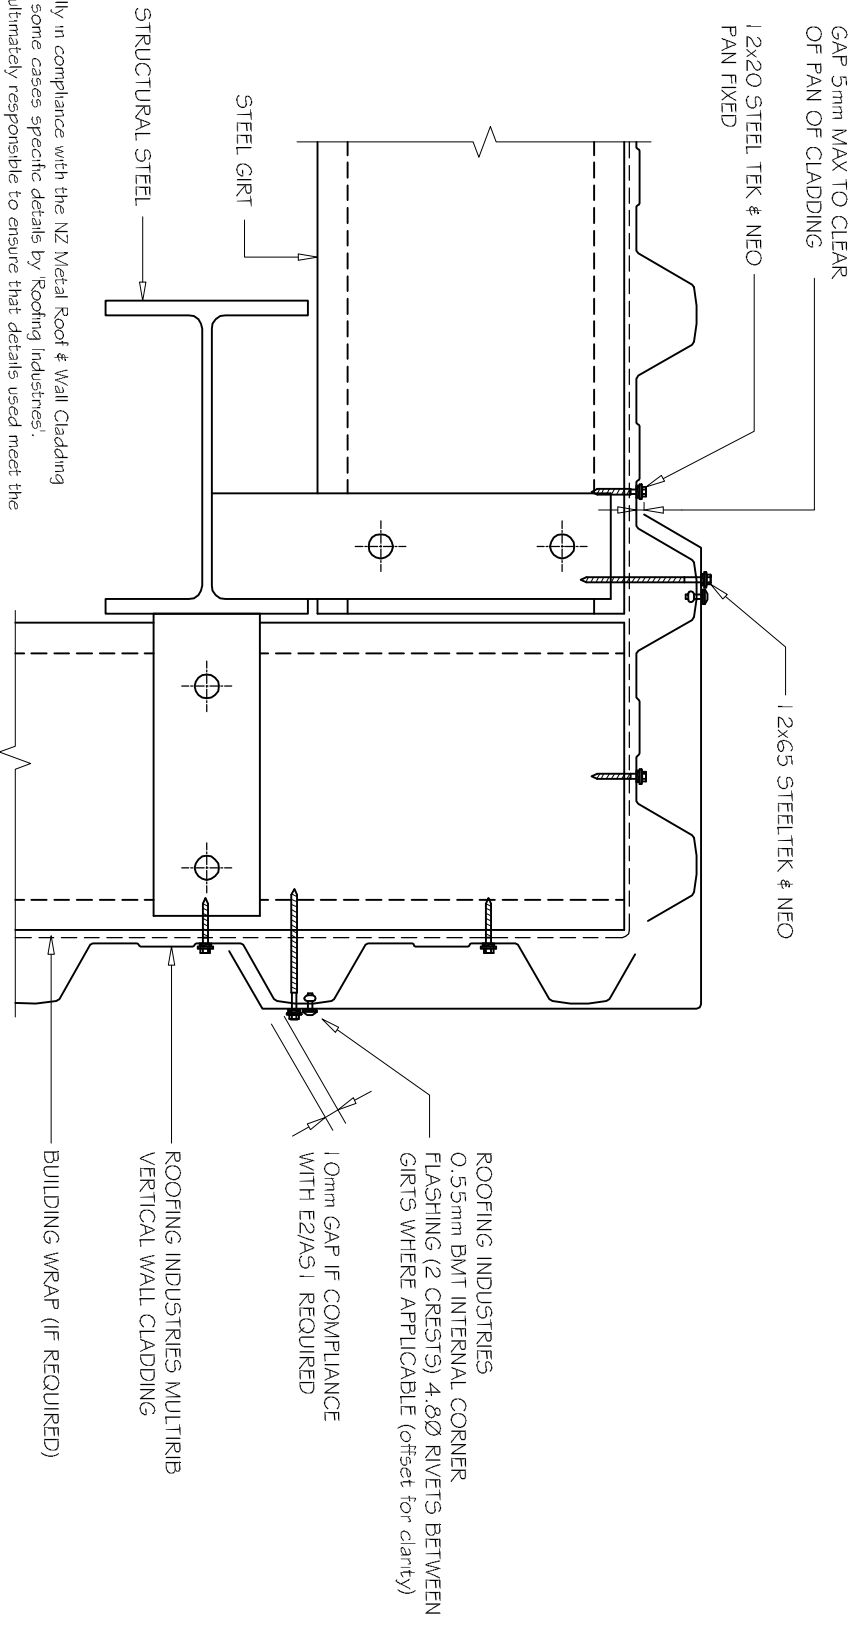 GAP 5mm MAX TO CLEAR
OF PAN OF CLADDING
12x20 STEEL TEK & NEO
PAN FIXED
12x65 STEELTEK & NEO
STEEL GIRT
STRUCTURAL STEEL
ROOFING INDUSTRIES
0.55mm BMT INTERNAL CORNER
FLASHING (2 CRESTS) 4.8Ø RIVETS BETWEEN
GIRTS WHERE APPLICABLE (offset for clarity)
10mm GAP IF COMPLIANCE
WITH E2/AS1 REQUIRED
ROOFING INDUSTRIES MULTIRIB
VERTICAL WALL CLADDING
BUILDING WRAP (IF REQUIRED)
lly in compliance with the NZ Metal Roof & Wall Cladding
some cases specific details by 'Roofing Industries'.
ultimately responsible to ensure that details used meet the